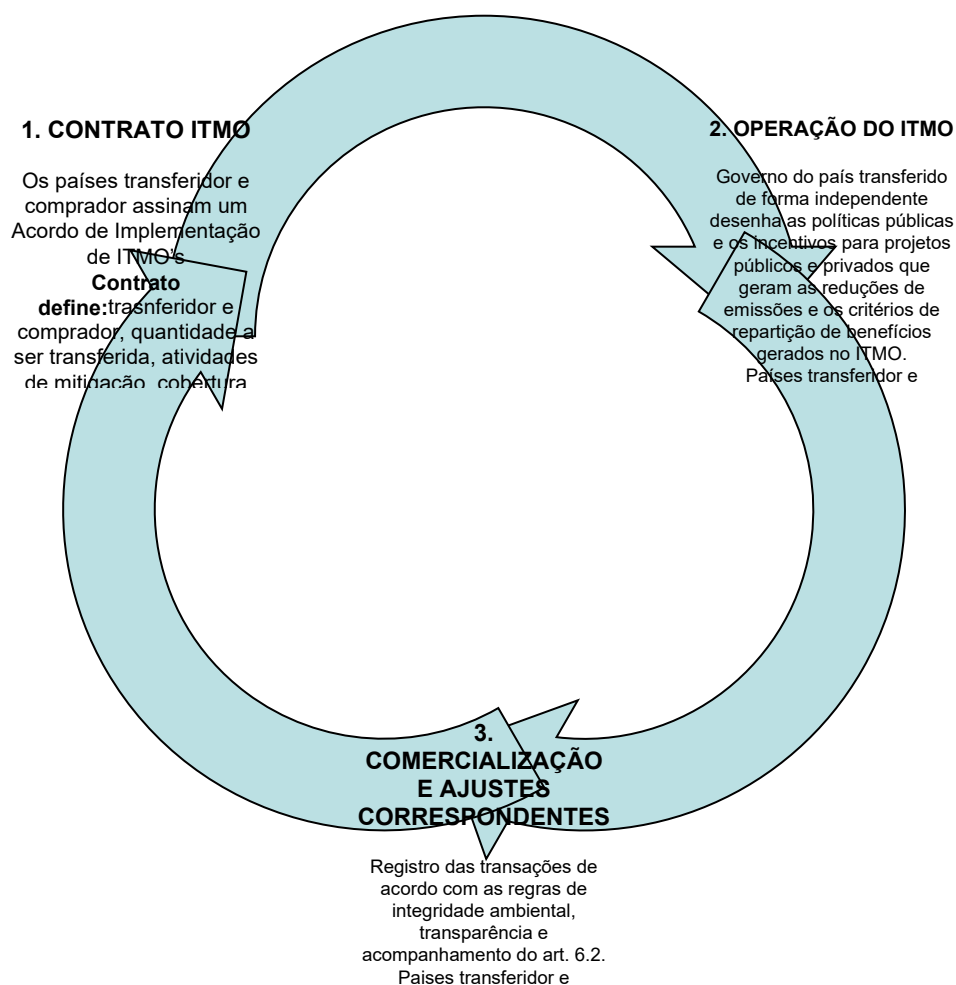 1. CONTRATO ITMO
Os países transferidor e
comprador assinam um
Acordo de Implementação
de ITMO's
Contrato
define:trasnferidor e
comprador, quantidade a
ser transferida, atividades
de mitigação, cobertura
2. OPERAÇÃO DO ITMO
Governo do país transferido
de forma independente
desenha as políticas públicas
e os incentivos para projetos
públicos e privados que
geram as reduções de
emissões e os critérios de
repartição de benefícios
gerados no ITMO.
Países transferidor e
3.
COMERCIALIZAÇÃO
E AJUSTES
CORRESPONDENTES
Registro das transações de
acordo com as regras de
integridade ambiental,
transparência e
acompanhamento do art. 6.2.
Paises transferidor e